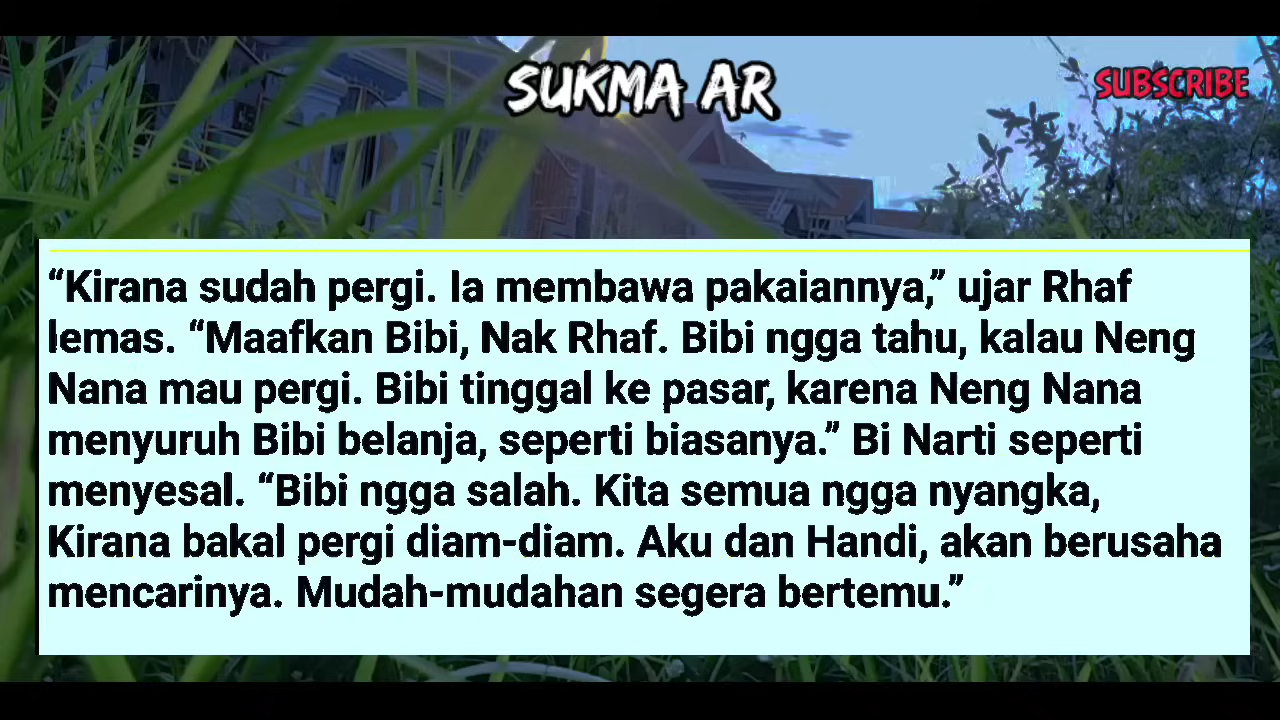 SUKMA AR
SUBSCRIBE
“Kirana sudah pergi. Ia membawa pakaiannya,” ujar Rhaf
lemas. “Maafkan Bibi, Nak Rhaf. Bibi ngga tahu, kalau Neng
Nana mau pergi. Bibi tinggal ke pasar, karena Neng Nana
menyuruh Bibi belanja, seperti biasanya.” Bi Narti seperti
menyesal. “Bibi ngga salah. Kita semua ngga nyangka,
Kirana bakal pergi diam-diam. Aku dan Handi, akan berusaha
mencarinya. Mudah-mudahan segera bertemu.”